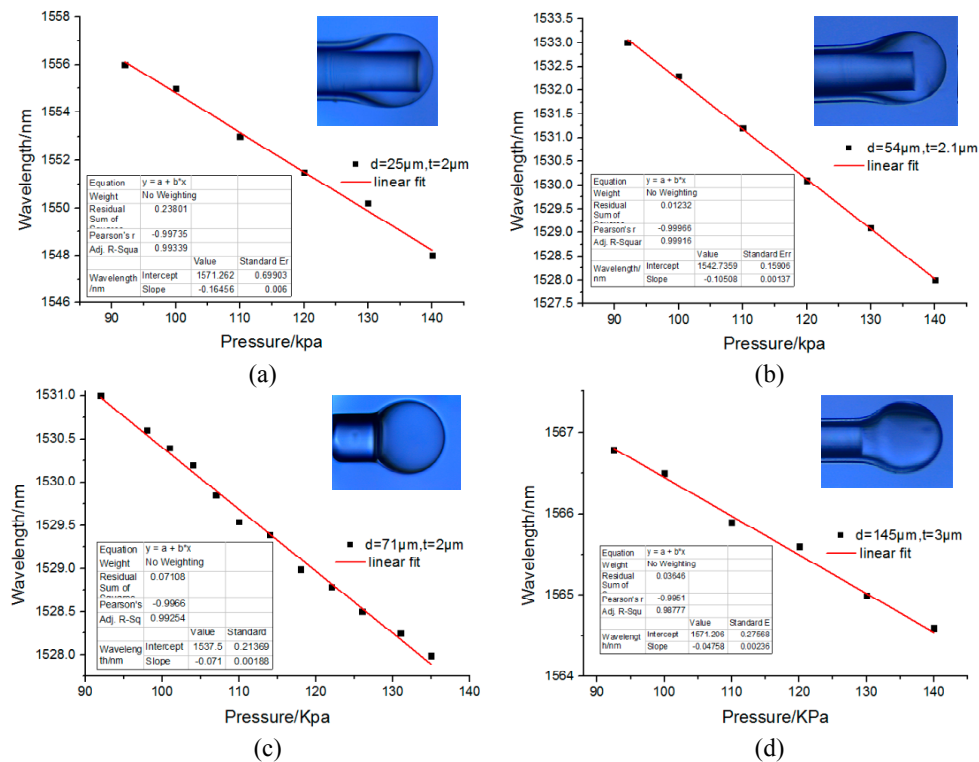 1558
1556
1554
1552
1550
1548
1546
Wavelength/nm
d=25μm,t=2μm
linear fit
Equation y = a + b*x
Weight No Weighting
Residual Sum of 0.23801
Pearson's r -0.99735
Adj. R-Squa 0.99339
Value Standard Er
Wavelength /nm Intercept 1571.262 0.69903
Slope -0.16456 0.006
90 100 110 120 130 140
Pressure/kpa
(a)
1533.5
1533.0
1532.5
1532.0
1531.5
1531.0
1530.5
1530.0
1529.5
1529.0
1528.5
1528.0
1527.5
Wavelength/nm
d=54μm,t=2.1μm
linear fit
Equation y = a + b*x
Weight No Weighting
Residual Sum of 0.01232
Pearson's r -0.99966
Adj. R-Squar 0.99916
Value Standard Err
Wavelength/ nm Intercept 1542.7359 0.15906
Slope -0.10508 0.00137
90 100 110 120 130 140
Pressure/kpa
(b)
1531.0
1530.5
1530.0
1529.5
1529.0
1528.5
1528.0
Wavelength/nm
d=71μm,t=2μm
linear fit
Equation y = a + b*x
Weight No Weighting
Residual Sum of 0.07108
Pearson's -0.9966
Adj. R-Sq 0.99254
Value Standard
Waveleng th/nm Intercept 1537.5 0.21369
Slope -0.071 0.00188
90 100 110 120 130 140
Pressure/Kpa
(c)
1567
1566
1565
1564
Wavelength/nm
d=145μm,t=3μm
linear fit
Equation y = a + b*x
Weight No Weighting
Residual Sum of 0.03646
Pearson's r -0.9951
Adj. R-Squ 0.98777
Value Standard E
Wavelengt h/nm Intercept 1571.206 0.27568
Slope -0.04758 0.00236
90 100 110 120 130 140
Pressure/KPa
(d)